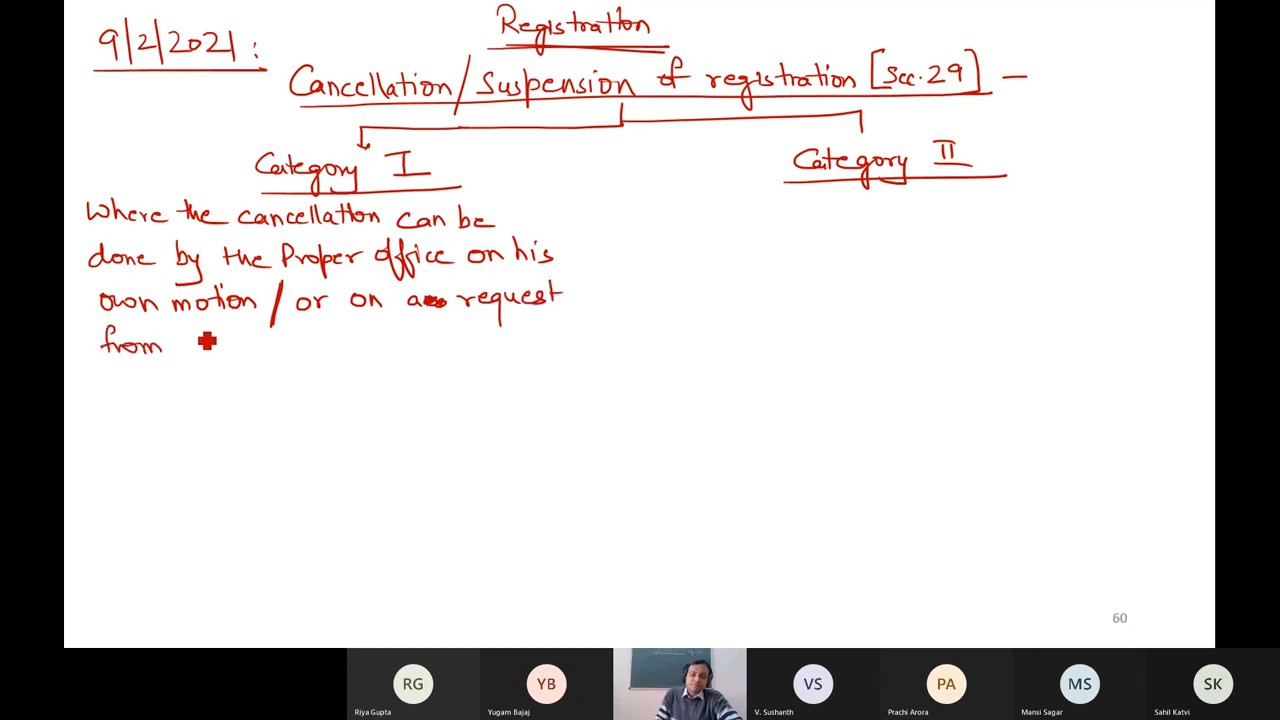 Registration
9/2/2021 :
Cancellation/Suspension of registration [Sec. 29] —
Category I
Category II
Where the cancellation can be
done by the Proper office on his
own motion / or on a request
from
60
RG
YB
VS
PA
MS
SK
Riya Gupta
Yugam Bajaj
V. Sushanth
Prachi Arora
Mansi Sagar
Sahil Katvi